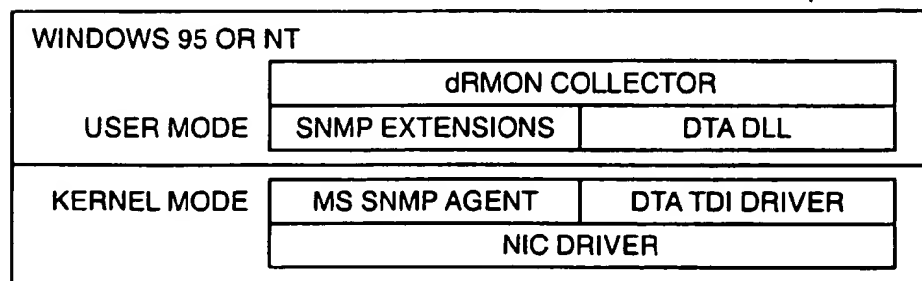 WINDOWS 95 OR NT
dRMON COLLECTOR
USER MODE SNMP EXTENSIONS DTA DLL
KERNEL MODE MS SNMP AGENT DTA TDI DRIVER
NIC DRIVER